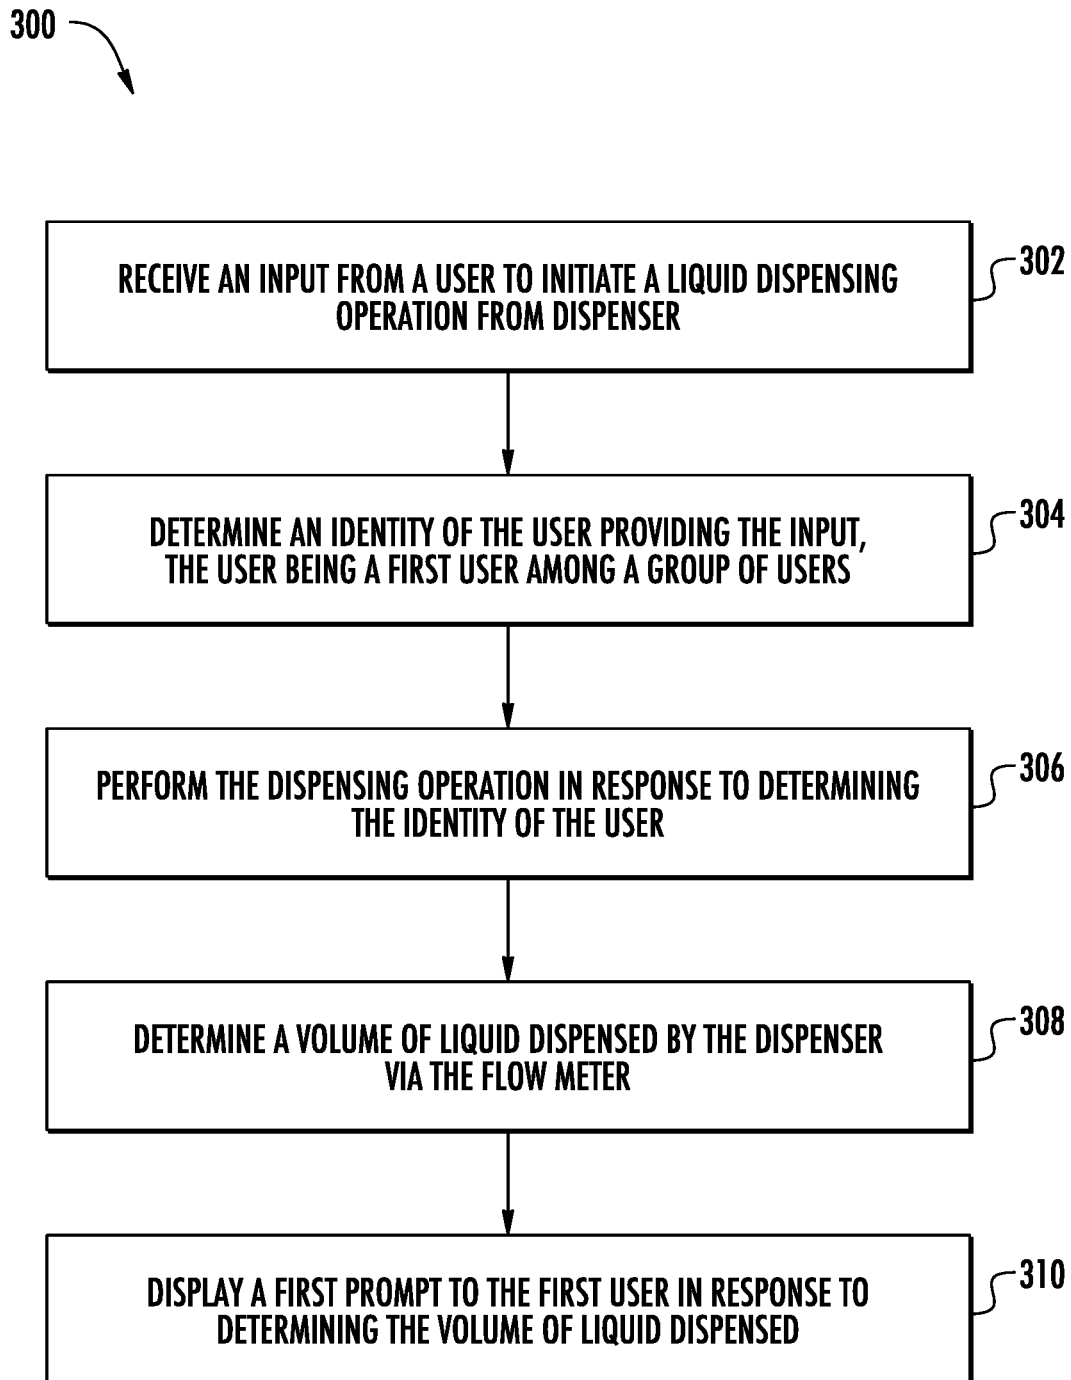 300
RECEIVE AN INPUT FROM A USER TO INITIATE A LIQUID DISPENSING
OPERATION FROM DISPENSER
302
DETERMINE AN IDENTITY OF THE USER PROVIDING THE INPUT,
THE USER BEING A FIRST USER AMONG A GROUP OF USERS
304
PERFORM THE DISPENSING OPERATION IN RESPONSE TO DETERMINING
THE IDENTITY OF THE USER
306
DETERMINE A VOLUME OF LIQUID DISPENSED BY THE DISPENSER
VIA THE FLOW METER
308
DISPLAY A FIRST PROMPT TO THE FIRST USER IN RESPONSE TO
DETERMINING THE VOLUME OF LIQUID DISPENSED
310